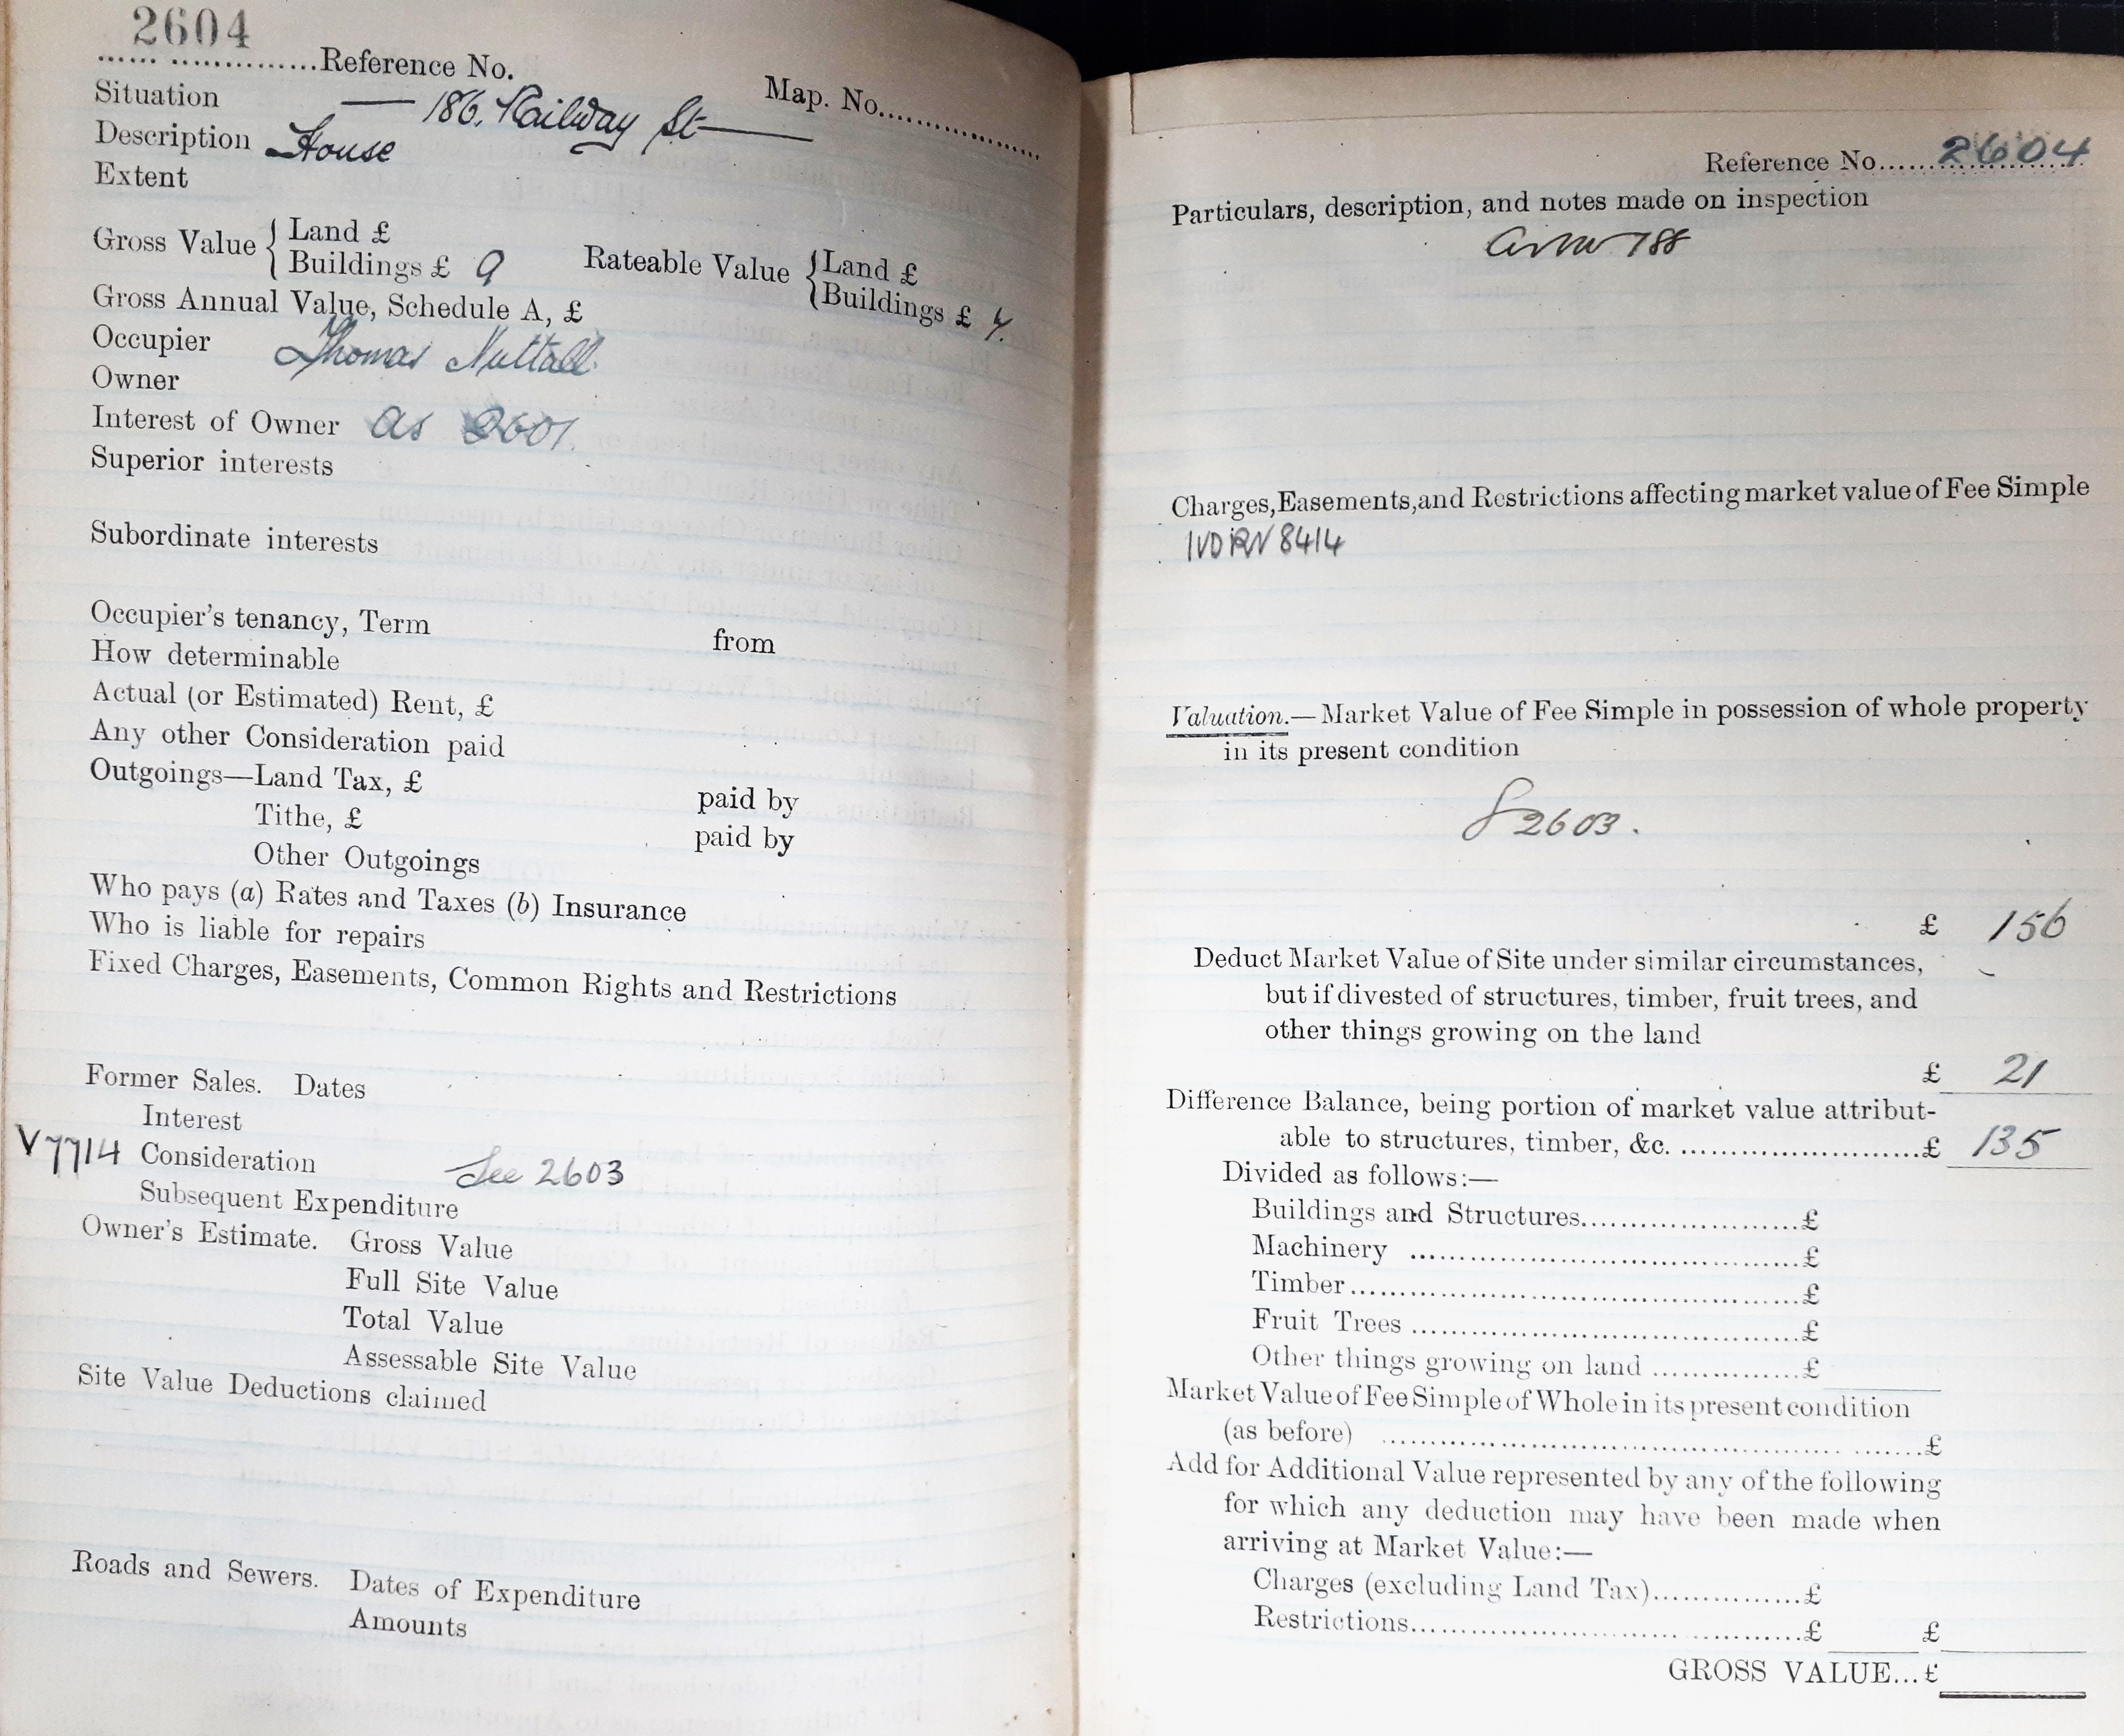 2604
...... ..............Reference No.
Map. No................
Situation — 186, Railway St —
Description House
Extent
Gross Value { Land £
Buildings £ 9
Rateable Value { Land £
Buildings £ 7.
Gross Annual Value, Schedule A, £
Occupier Thomas Nuttall
Owner
Interest of Owner as 2601.
Superior interests
Subordinate interests
Occupier's tenancy, Term from
How determinable
Actual (or Estimated) Rent, £
Any other Consideration paid
Outgoings—Land Tax, £ paid by
Tithe, £ paid by
Other Outgoings
Who pays (a) Rates and Taxes (b) Insurance
Who is liable for repairs
Fixed Charges, Easements, Common Rights and Restrictions
Former Sales. Dates
Interest
V7714 Consideration See 2603
Subsequent Expenditure
Owner's Estimate. Gross Value
Full Site Value
Total Value
Assessable Site Value
Site Value Deductions claimed
Roads and Sewers. Dates of Expenditure
Amounts
Reference No. 2604
Particulars, description, and notes made on inspection
188
Charges, Easements, and Restrictions affecting market value of Fee Simple
8414
Valuation.—Market Value of Fee Simple in possession of whole property
in its present condition
2603.
£ 156
Deduct Market Value of Site under similar circumstances,
but if divested of structures, timber, fruit trees, and
other things growing on the land
£ 21
Difference Balance, being portion of market value attribut-
able to structures, timber, &c. ........................£ 135
Divided as follows:—
Buildings and Structures......................£
Machinery ......................................£
Timber.............................................£
Fruit Trees .......................................£
Other things growing on land ...............£
Market Value of Fee Simple of Whole in its present condition
(as before) ..................................................£
Add for Additional Value represented by any of the following
for which any deduction may have been made when
arriving at Market Value:—
Charges (excluding Land Tax)...............£
Restrictions.......................................£ £
GROSS VALUE...£